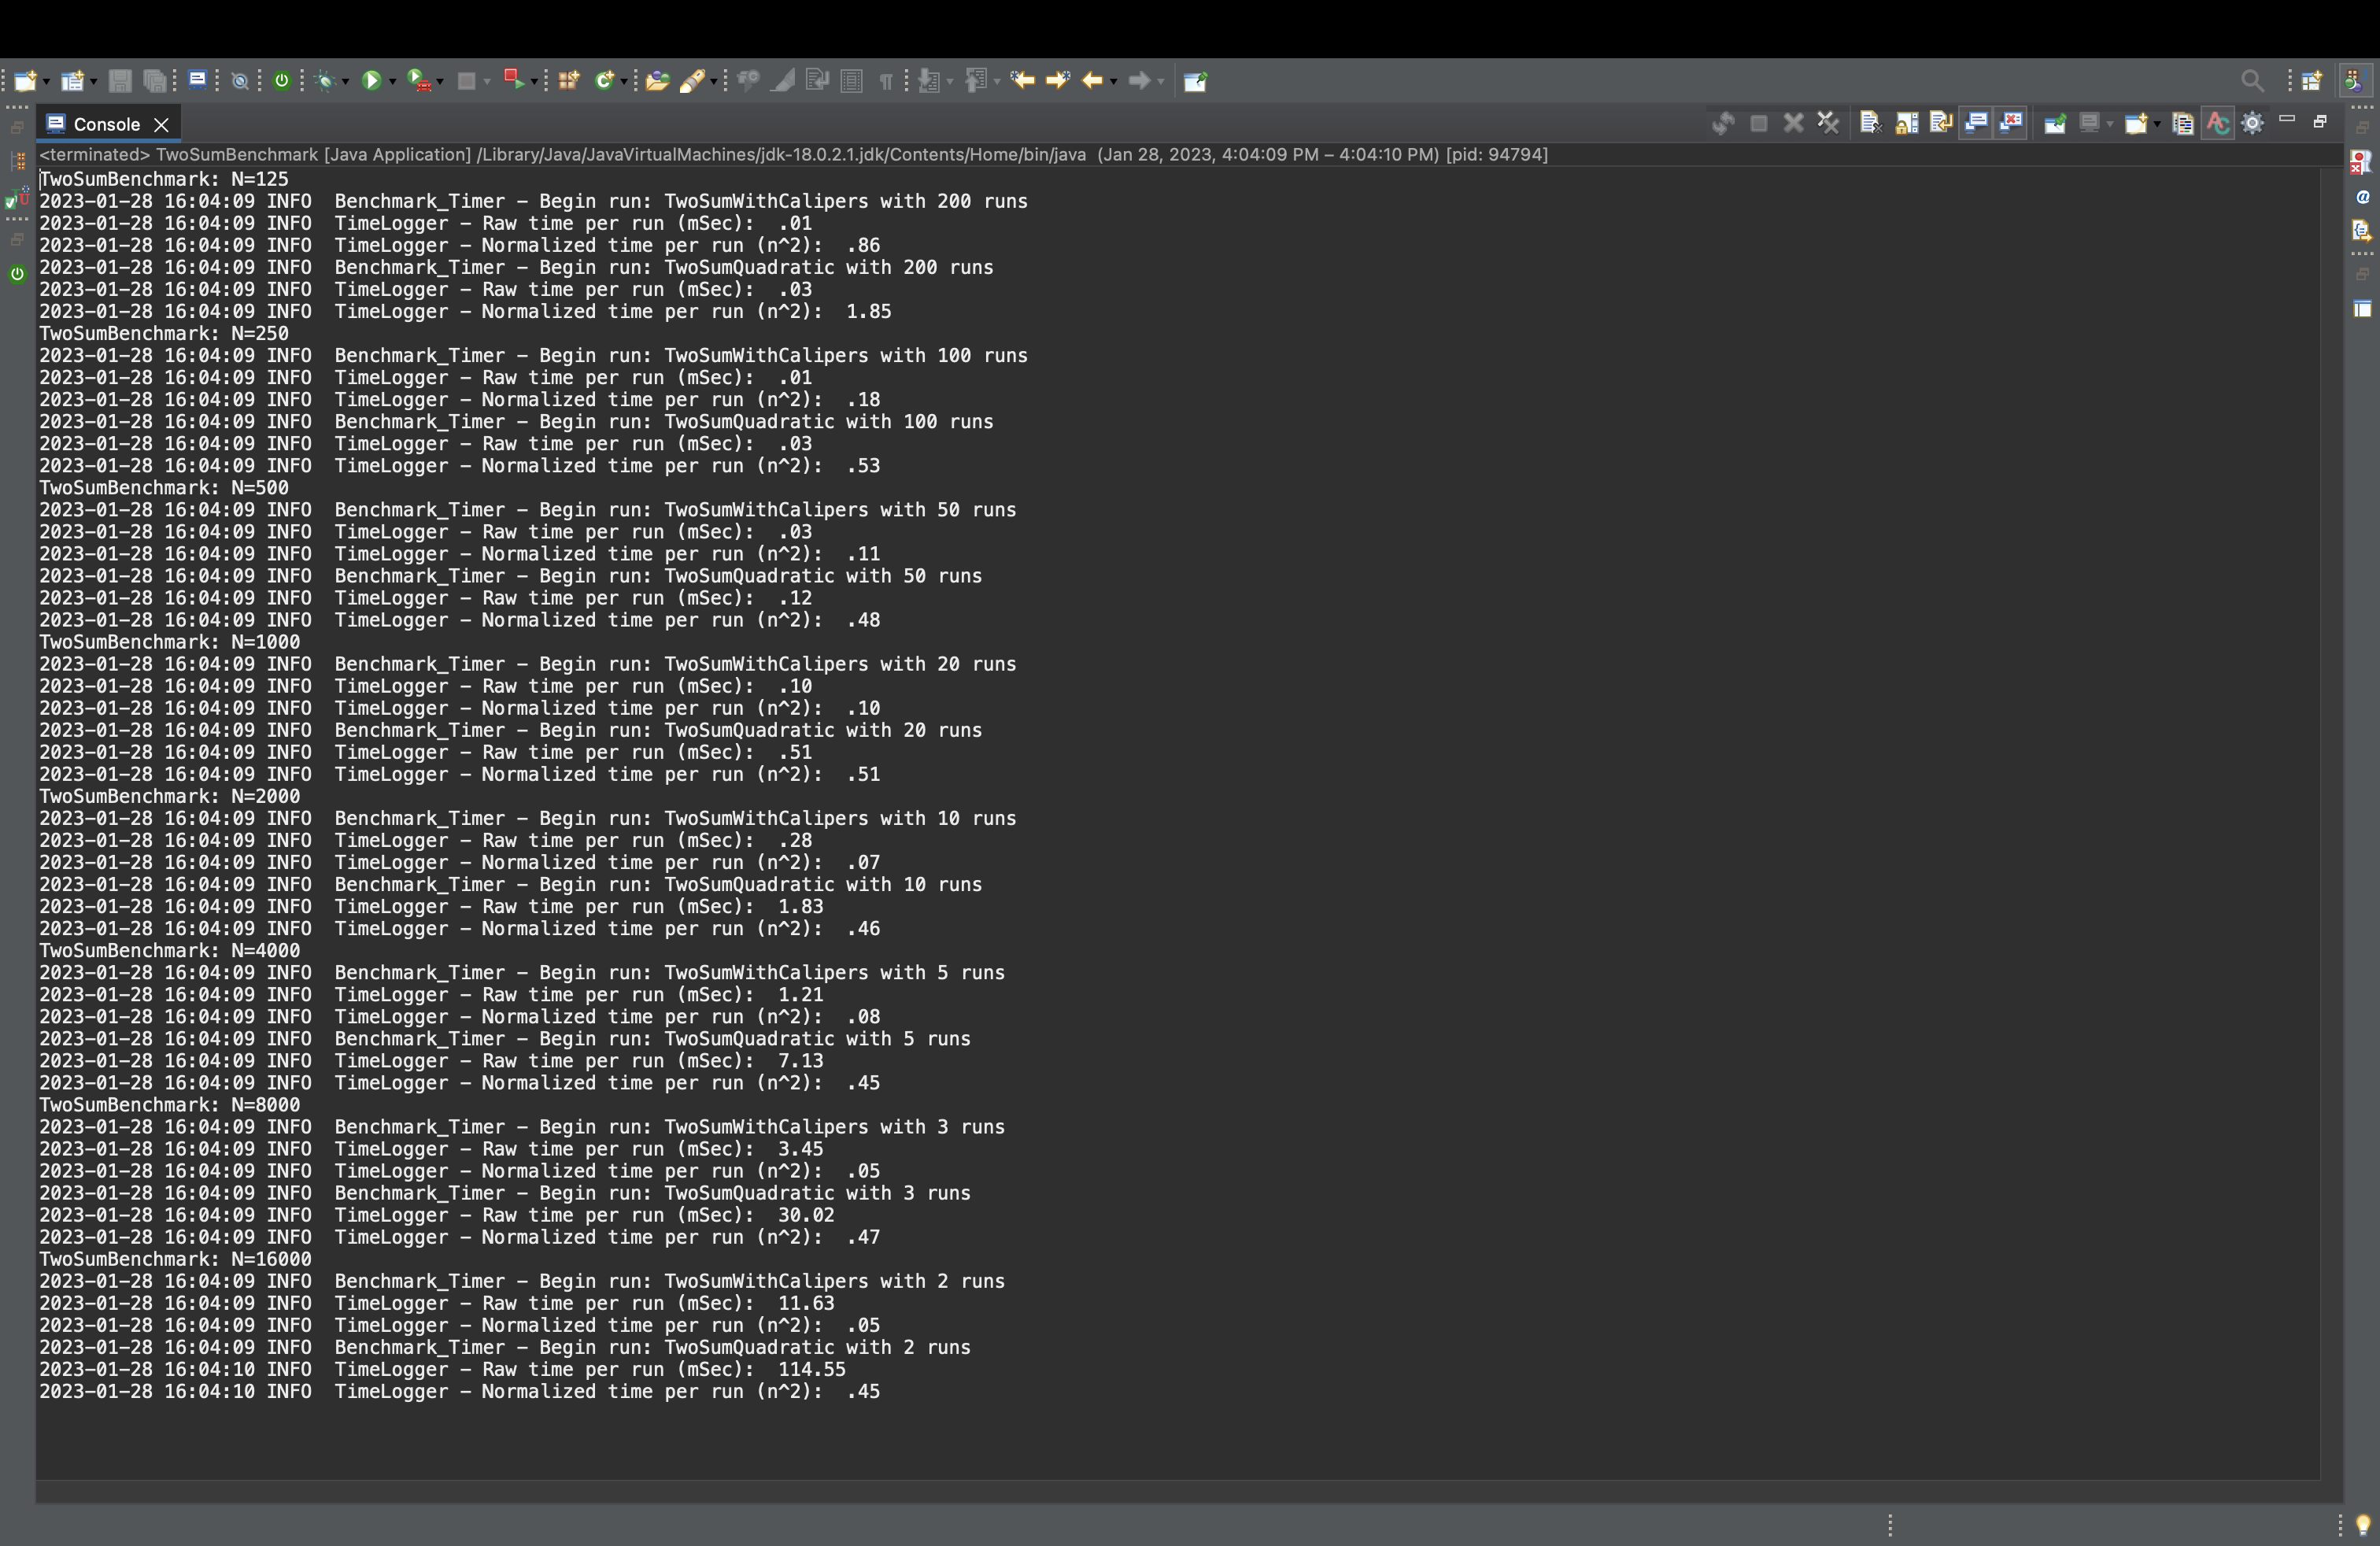 Console
<terminated> TwoSumBenchmark [Java Application] /Library/Java/JavaVirtualMachines/jdk-18.0.2.1.jdk/Contents/Home/bin/java (Jan 28, 2023, 4:04:09 PM – 4:04:10 PM) [pid: 94794]
TwoSumBenchmark: N=125
2023-01-28 16:04:09 INFO  Benchmark_Timer - Begin run: TwoSumWithCalipers with 200 runs
2023-01-28 16:04:09 INFO  TimeLogger - Raw time per run (mSec):  .01
2023-01-28 16:04:09 INFO  TimeLogger - Normalized time per run (n^2):  .86
2023-01-28 16:04:09 INFO  Benchmark_Timer - Begin run: TwoSumQuadratic with 200 runs
2023-01-28 16:04:09 INFO  TimeLogger - Raw time per run (mSec):  .03
2023-01-28 16:04:09 INFO  TimeLogger - Normalized time per run (n^2):  1.85
TwoSumBenchmark: N=250
2023-01-28 16:04:09 INFO  Benchmark_Timer - Begin run: TwoSumWithCalipers with 100 runs
2023-01-28 16:04:09 INFO  TimeLogger - Raw time per run (mSec):  .01
2023-01-28 16:04:09 INFO  TimeLogger - Normalized time per run (n^2):  .18
2023-01-28 16:04:09 INFO  Benchmark_Timer - Begin run: TwoSumQuadratic with 100 runs
2023-01-28 16:04:09 INFO  TimeLogger - Raw time per run (mSec):  .03
2023-01-28 16:04:09 INFO  TimeLogger - Normalized time per run (n^2):  .53
TwoSumBenchmark: N=500
2023-01-28 16:04:09 INFO  Benchmark_Timer - Begin run: TwoSumWithCalipers with 50 runs
2023-01-28 16:04:09 INFO  TimeLogger - Raw time per run (mSec):  .03
2023-01-28 16:04:09 INFO  TimeLogger - Normalized time per run (n^2):  .11
2023-01-28 16:04:09 INFO  Benchmark_Timer - Begin run: TwoSumQuadratic with 50 runs
2023-01-28 16:04:09 INFO  TimeLogger - Raw time per run (mSec):  .12
2023-01-28 16:04:09 INFO  TimeLogger - Normalized time per run (n^2):  .48
TwoSumBenchmark: N=1000
2023-01-28 16:04:09 INFO  Benchmark_Timer - Begin run: TwoSumWithCalipers with 20 runs
2023-01-28 16:04:09 INFO  TimeLogger - Raw time per run (mSec):  .10
2023-01-28 16:04:09 INFO  TimeLogger - Normalized time per run (n^2):  .10
2023-01-28 16:04:09 INFO  Benchmark_Timer - Begin run: TwoSumQuadratic with 20 runs
2023-01-28 16:04:09 INFO  TimeLogger - Raw time per run (mSec):  .51
2023-01-28 16:04:09 INFO  TimeLogger - Normalized time per run (n^2):  .51
TwoSumBenchmark: N=2000
2023-01-28 16:04:09 INFO  Benchmark_Timer - Begin run: TwoSumWithCalipers with 10 runs
2023-01-28 16:04:09 INFO  TimeLogger - Raw time per run (mSec):  .28
2023-01-28 16:04:09 INFO  TimeLogger - Normalized time per run (n^2):  .07
2023-01-28 16:04:09 INFO  Benchmark_Timer - Begin run: TwoSumQuadratic with 10 runs
2023-01-28 16:04:09 INFO  TimeLogger - Raw time per run (mSec):  1.83
2023-01-28 16:04:09 INFO  TimeLogger - Normalized time per run (n^2):  .46
TwoSumBenchmark: N=4000
2023-01-28 16:04:09 INFO  Benchmark_Timer - Begin run: TwoSumWithCalipers with 5 runs
2023-01-28 16:04:09 INFO  TimeLogger - Raw time per run (mSec):  1.21
2023-01-28 16:04:09 INFO  TimeLogger - Normalized time per run (n^2):  .08
2023-01-28 16:04:09 INFO  Benchmark_Timer - Begin run: TwoSumQuadratic with 5 runs
2023-01-28 16:04:09 INFO  TimeLogger - Raw time per run (mSec):  7.13
2023-01-28 16:04:09 INFO  TimeLogger - Normalized time per run (n^2):  .45
TwoSumBenchmark: N=8000
2023-01-28 16:04:09 INFO  Benchmark_Timer - Begin run: TwoSumWithCalipers with 3 runs
2023-01-28 16:04:09 INFO  TimeLogger - Raw time per run (mSec):  3.45
2023-01-28 16:04:09 INFO  TimeLogger - Normalized time per run (n^2):  .05
2023-01-28 16:04:09 INFO  Benchmark_Timer - Begin run: TwoSumQuadratic with 3 runs
2023-01-28 16:04:09 INFO  TimeLogger - Raw time per run (mSec):  30.02
2023-01-28 16:04:09 INFO  TimeLogger - Normalized time per run (n^2):  .47
TwoSumBenchmark: N=16000
2023-01-28 16:04:09 INFO  Benchmark_Timer - Begin run: TwoSumWithCalipers with 2 runs
2023-01-28 16:04:09 INFO  TimeLogger - Raw time per run (mSec):  11.63
2023-01-28 16:04:09 INFO  TimeLogger - Normalized time per run (n^2):  .05
2023-01-28 16:04:09 INFO  Benchmark_Timer - Begin run: TwoSumQuadratic with 2 runs
2023-01-28 16:04:10 INFO  TimeLogger - Raw time per run (mSec):  114.55
2023-01-28 16:04:10 INFO  TimeLogger - Normalized time per run (n^2):  .45